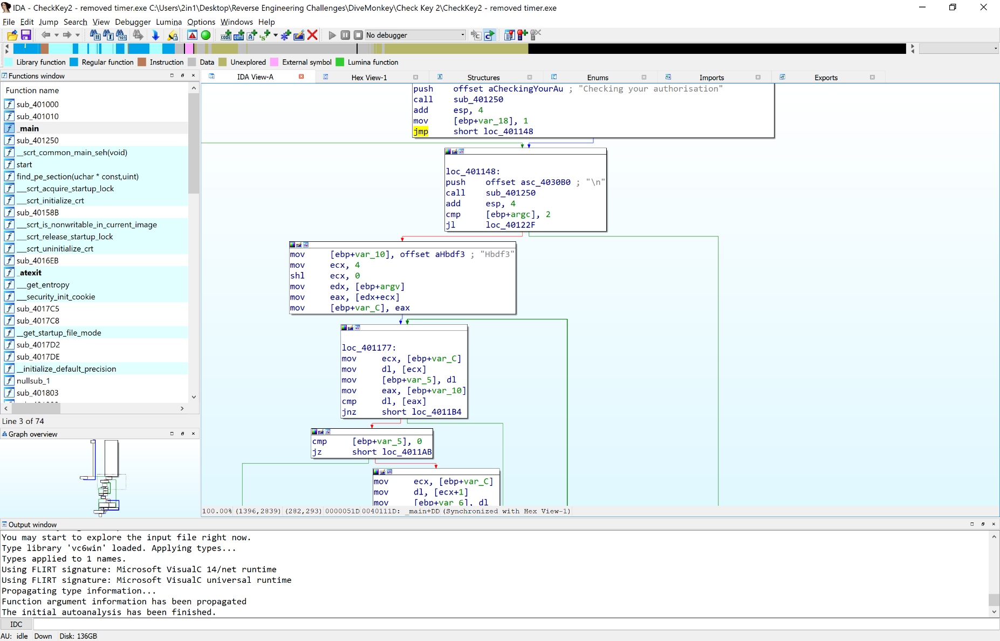 IDA - CheckKey2 - removed timer.exe C:\Users\2in1\Desktop\Reverse Engineering Challenges\DiveMonkey\Check Key 2\CheckKey2 - removed timer.exe
File Edit Jump Search View Debugger Lumina Options Windows Help
No debugger
Library function Regular function Instruction Data Unexplored External symbol Lumina function
Functions window
Function name
sub_401000
sub_401010
_main
sub_401250
__scrt_common_main_seh(void)
start
find_pe_section(uchar * const,uint)
___scrt_acquire_startup_lock
___scrt_initialize_crt
sub_40158B
___scrt_is_nonwritable_in_current_image
___scrt_release_startup_lock
___scrt_uninitialize_crt
sub_4016EB
_atexit
___get_entropy
___security_init_cookie
sub_4017C5
sub_4017C8
__get_startup_file_mode
sub_4017D2
sub_4017DE
__initialize_default_precision
nullsub_1
sub_401803
Line 3 of 74
Graph overview
IDA View-A Hex View-1 Structures Enums Imports Exports
push offset aCheckingYourAu ; "Checking your authorisation"
call sub_401250
add esp, 4
mov [ebp+var_18], 1
jmp short loc_401148
loc_401148:
push offset asc_4030B0 ; "\n"
call sub_401250
add esp, 4
cmp [ebp+argc], 2
jl loc_40122F
mov [ebp+var_10], offset aHbdf3 ; "Hbdf3"
mov ecx, 4
shl ecx, 0
mov edx, [ebp+argv]
mov eax, [edx+ecx]
mov [ebp+var_C], eax
loc_401177:
mov ecx, [ebp+var_C]
mov dl, [ecx]
mov [ebp+var_5], dl
mov eax, [ebp+var_10]
cmp dl, [eax]
jnz short loc_4011B4
cmp [ebp+var_5], 0
jz short loc_4011AB
mov ecx, [ebp+var_C]
mov dl, [ecx+1]
mov [ebp+var_6], dl
100.00% (1396,2839) (282,293) 0000051D 0040111D: _main+DD (Synchronized with Hex View-1)
Output window
You may start to explore the input file right now.
Type library 'vc6win' loaded. Applying types...
Types applied to 1 names.
Using FLIRT signature: Microsoft VisualC 14/net runtime
Using FLIRT signature: Microsoft VisualC universal runtime
Propagating type information...
Function argument information has been propagated
The initial autoanalysis has been finished.
IDC
AU: idle Down Disk: 136GB